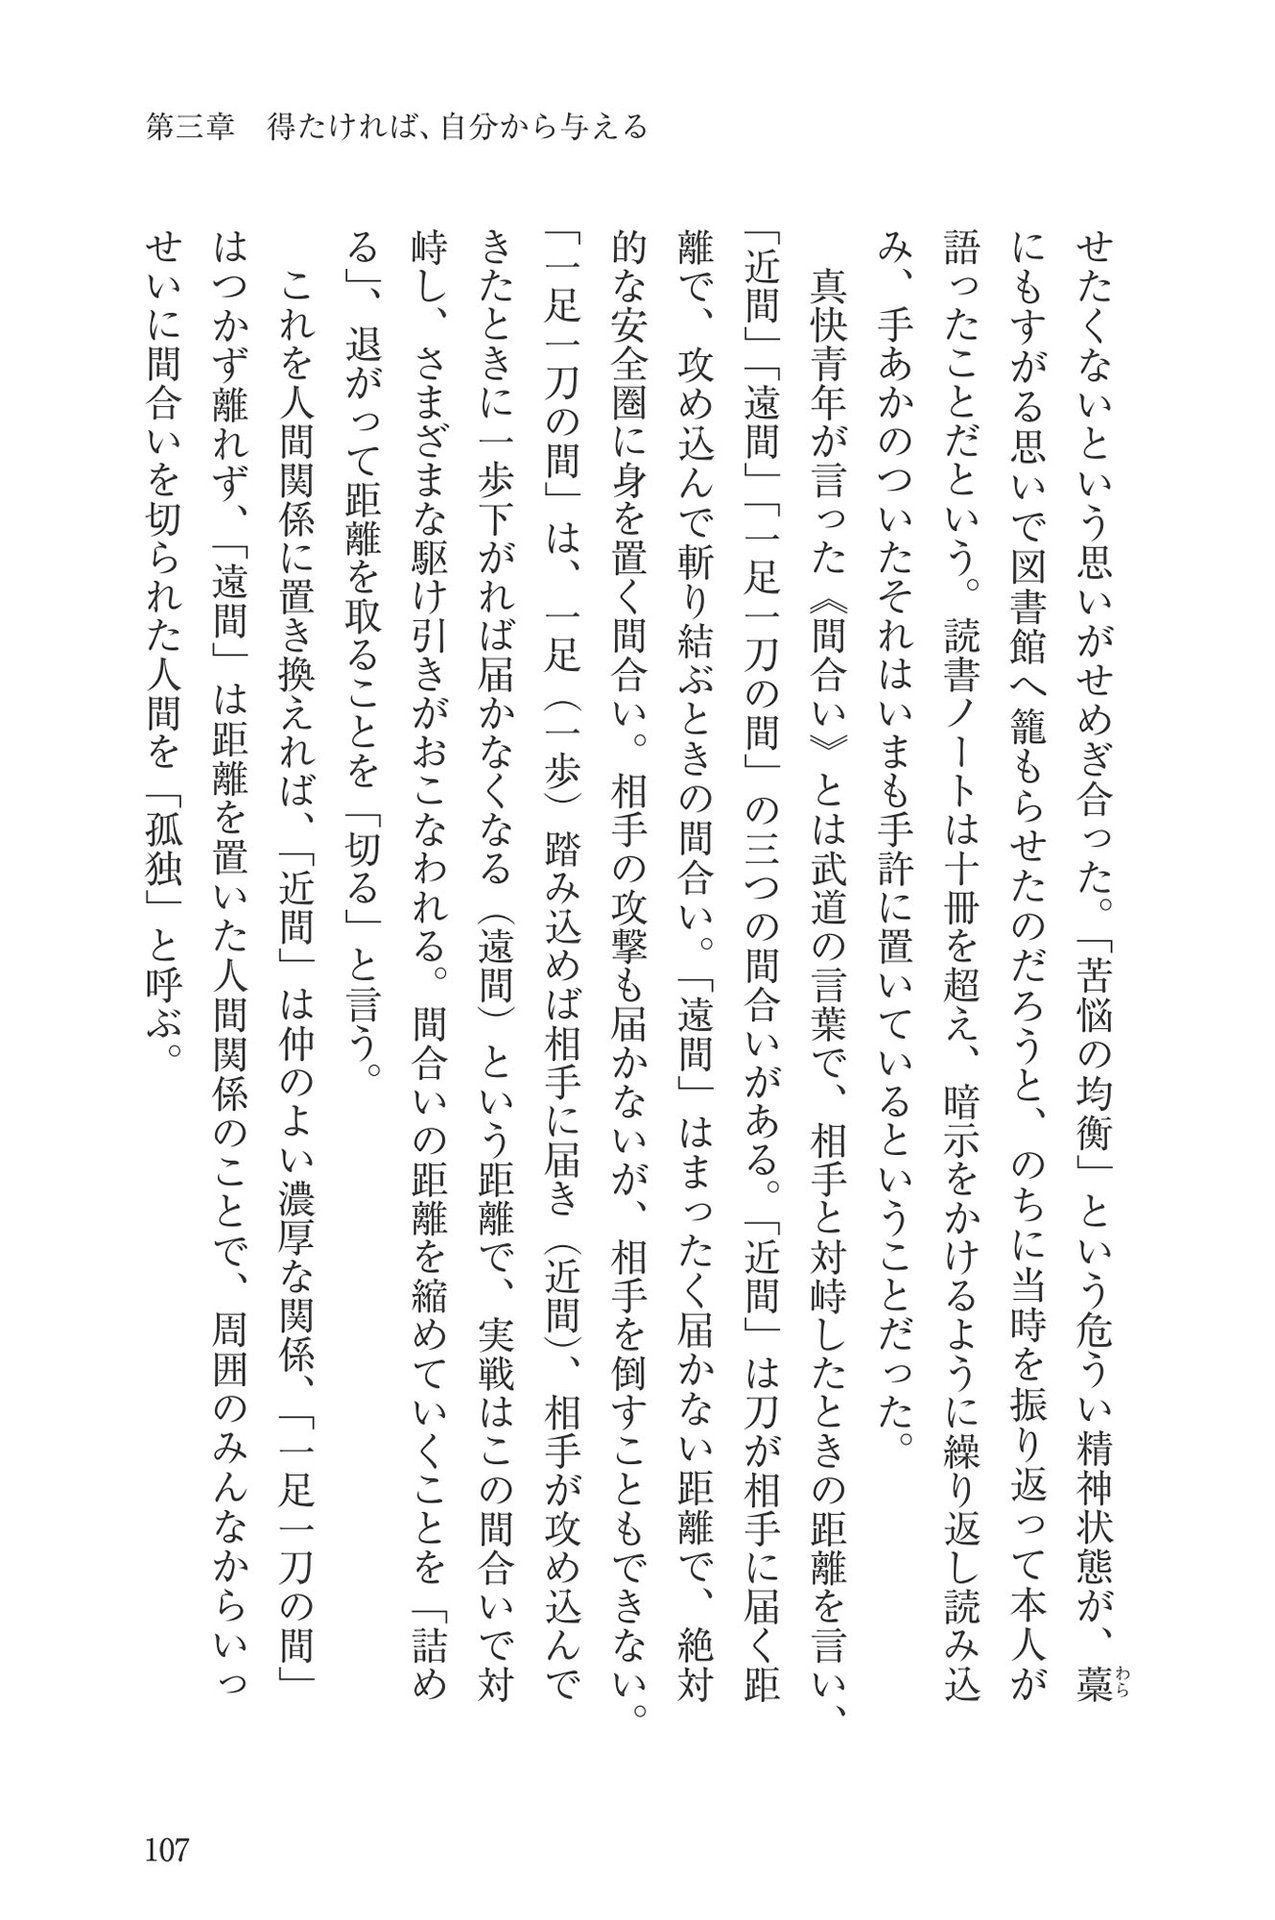 第三章　得たければ、自分から与える
せたくないという思いがせめぎ合った。「苦悩の均衡」という危うい精神状態が、藁わら
にもすがる思いで図書館へ籠もらせたのだろうと、のちに当時を振り返って本人が
語ったことだという。読書ノートは十冊を超え、暗示をかけるように繰り返し読み込
み、手あかのついたそれはいまも手許に置いているということだった。
　真快青年が言った《間合い》とは武道の言葉で、相手と対峙したときの距離を言い、
「近間」「遠間」「一足一刀の間」の三つの間合いがある。「近間」は刀が相手に届く距
離で、攻め込んで斬り結ぶときの間合い。「遠間」はまったく届かない距離で、絶対
的な安全圏に身を置く間合い。相手の攻撃も届かないが、相手を倒すこともできない。
「一足一刀の間」は、一足（一歩）踏み込めば相手に届き（近間）、相手が攻め込んで
きたときに一歩下がれば届かなくなる（遠間）という距離で、実戦はこの間合いで対
峙し、さまざまな駆け引きがおこなわれる。間合いの距離を縮めていくことを「詰め
る」、退がって距離を取ることを「切る」と言う。
　これを人間関係に置き換えれば、「近間」は仲のよい濃厚な関係、「一足一刀の間」
はつかず離れず、「遠間」は距離を置いた人間関係のことで、周囲のみんなからいっ
せいに間合いを切られた人間を「孤独」と呼ぶ。
107